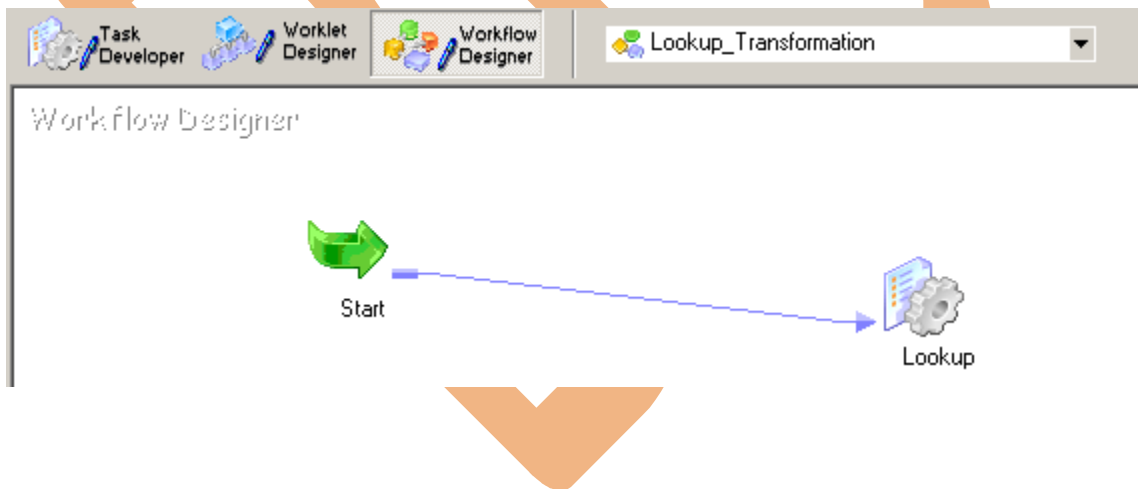 Task
Developer
Worklet
Designer
Workflow
Designer
Lookup_Transformation
Workflow Designer
Start
Lookup